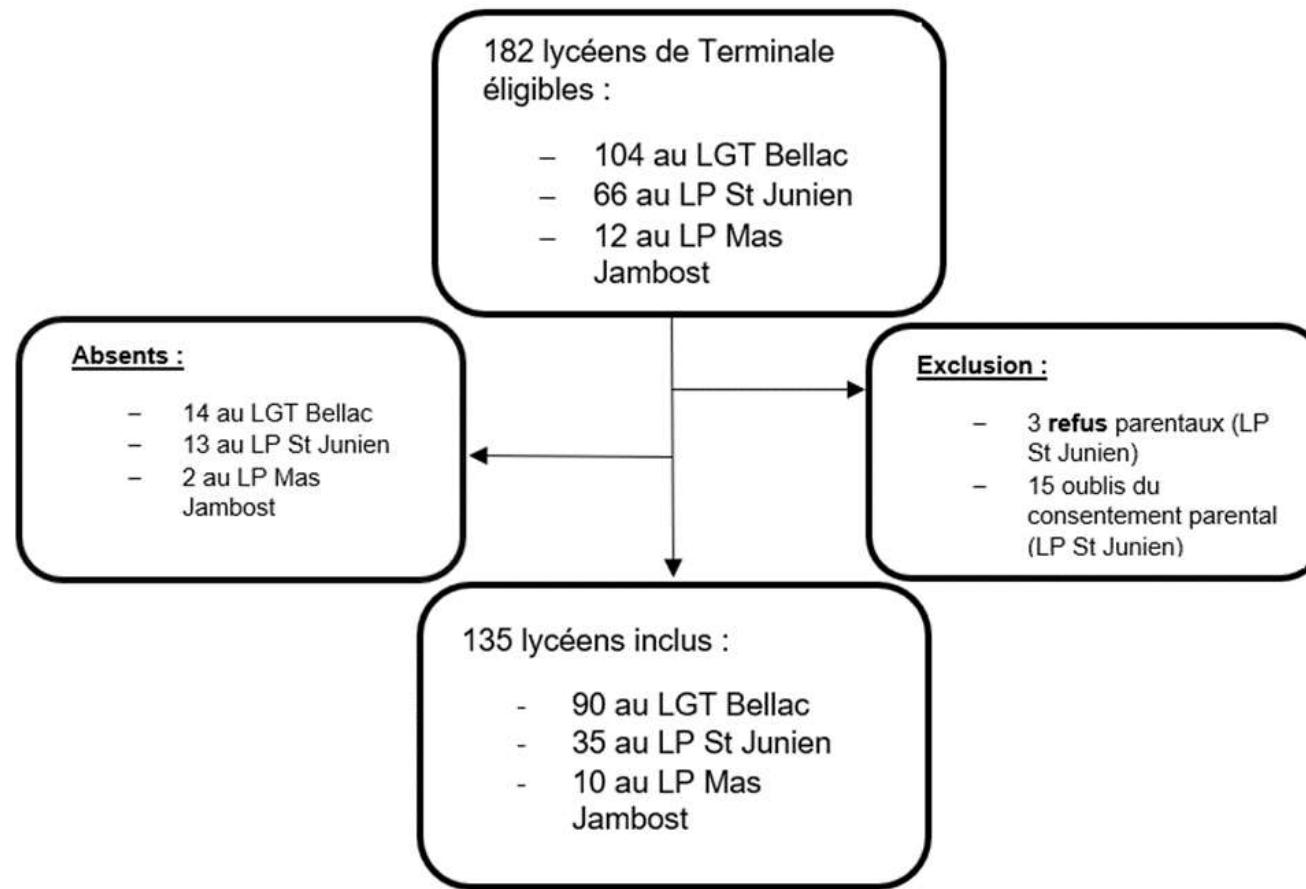 182 lycéens de Terminale
éligibles :
– 104 au LGT Bellac
– 66 au LP St Junien
– 12 au LP Mas
Jambost
Absents :
– 14 au LGT Bellac
– 13 au LP St Junien
– 2 au LP Mas
Jambost
Exclusion :
– 3 refus parentaux (LP
St Junien)
– 15 oublis du
consentement parental
(LP St Junien)
135 lycéens inclus :
- 90 au LGT Bellac
- 35 au LP St Junien
- 10 au LP Mas
Jambost